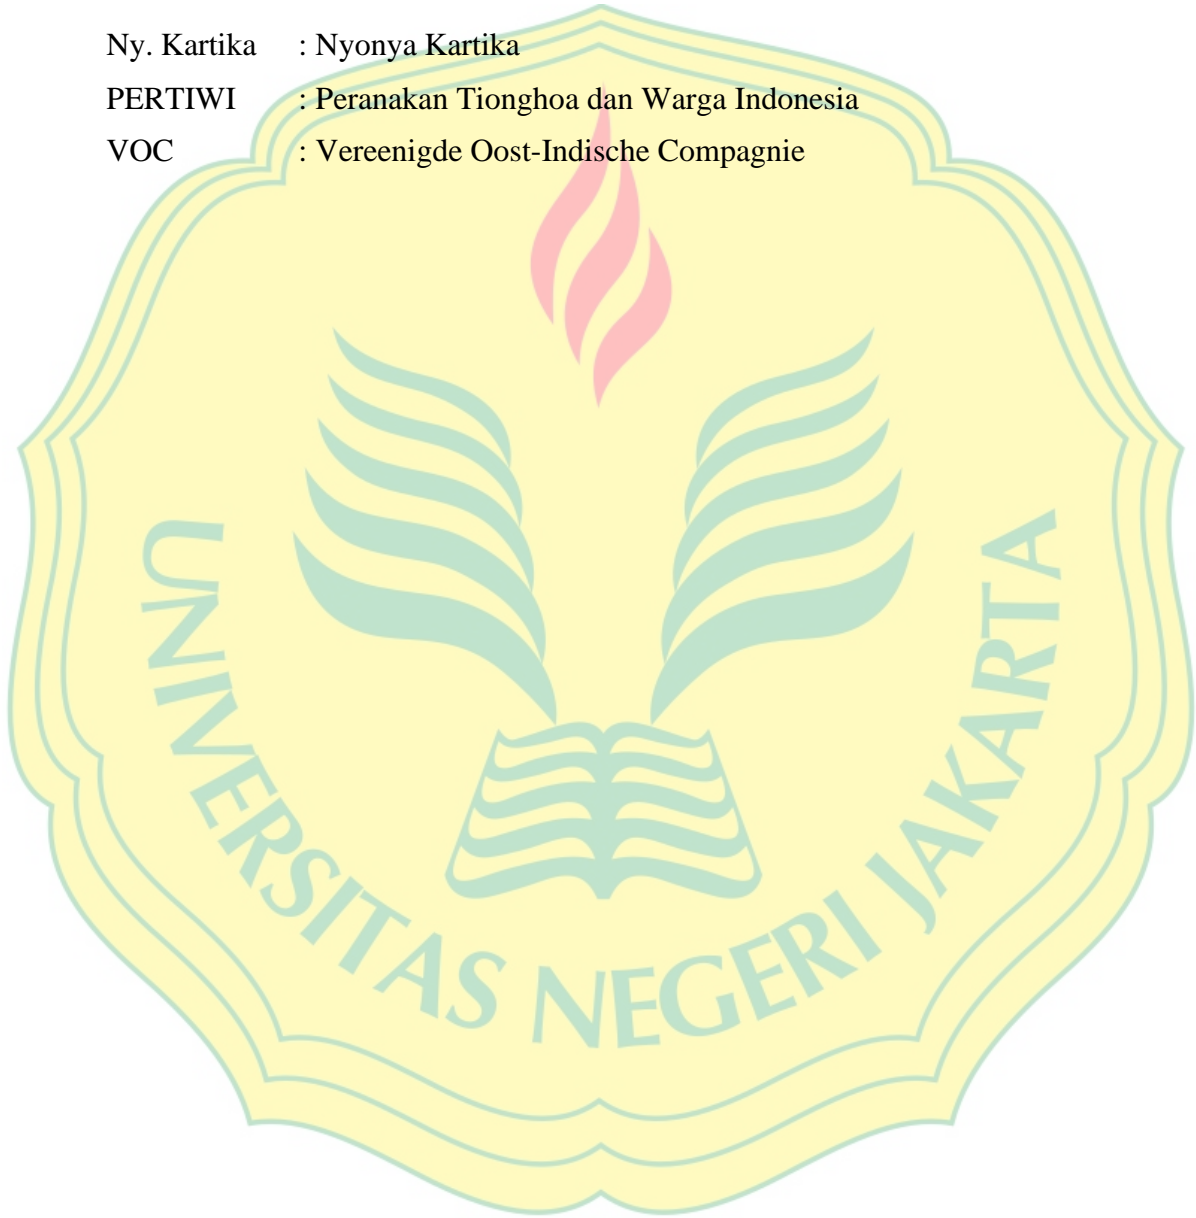 Ny. Kartika : Nyonya Kartika
PERTIWI : Peranakan Tionghoa dan Warga Indonesia
VOC : Vereenigde Oost-Indische Compagnie
UNIVERSITAS NEGERI JAKARTA